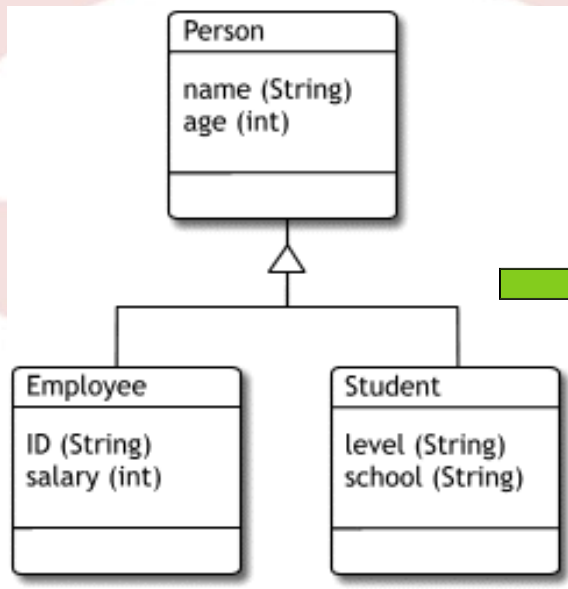 Person
name (String)
age (int)
Employee
ID (String)
salary (int)
Student
level (String)
school (String)